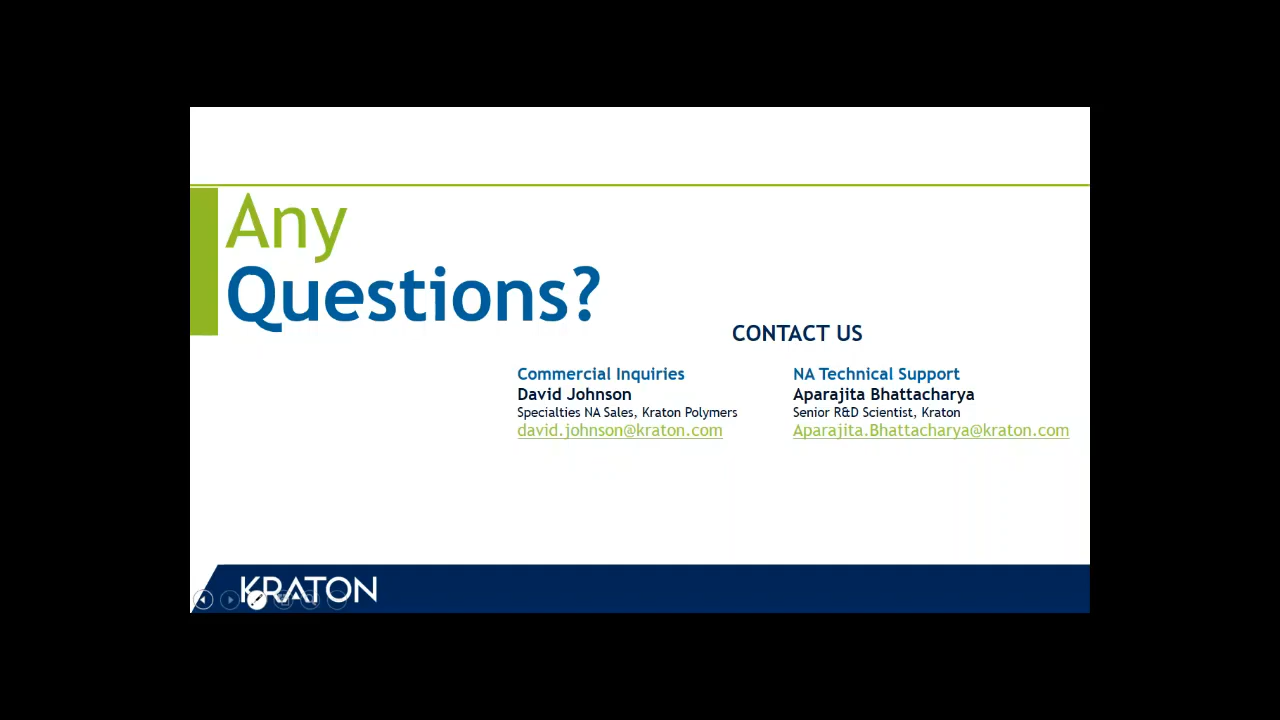 Any
Questions?
CONTACT US
Commercial Inquiries
David Johnson
Specialties NA Sales, Kraton Polymers
david.johnson@kraton.com
NA Technical Support
Aparajita Bhattacharya
Senior R&D Scientist, Kraton
Aparajita.Bhattacharya@kraton.com
KRATON